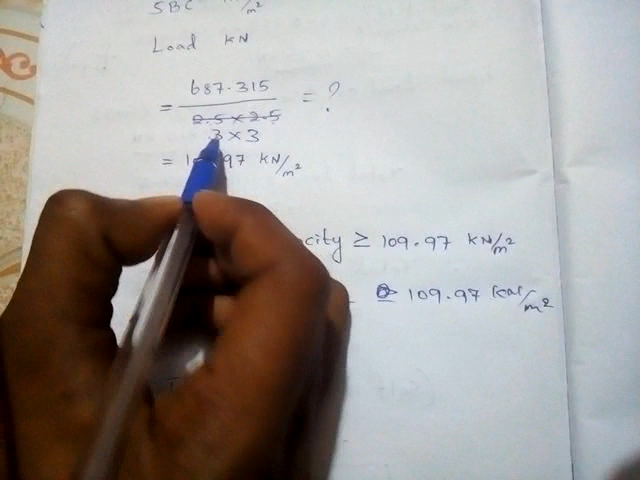 SBC KN/m²
Load KN
= 687.315 = ?
2.5 × 2.5
3 × 3
= 97 KN/m²
city ≥ 109.97 KN/m²
109.97 KN/m²